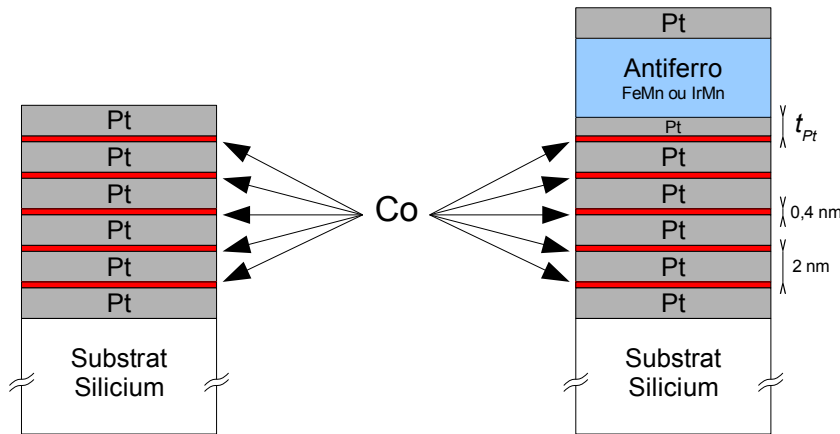 Pt
Pt
Pt
Pt
Pt
Pt
Substrat
Silicium
Co
Pt
Antiferro
FeMn ou IrMn
Pt
Pt
Pt
Pt
Pt
Pt
Substrat
Silicium
t_Pt
0,4 nm
2 nm